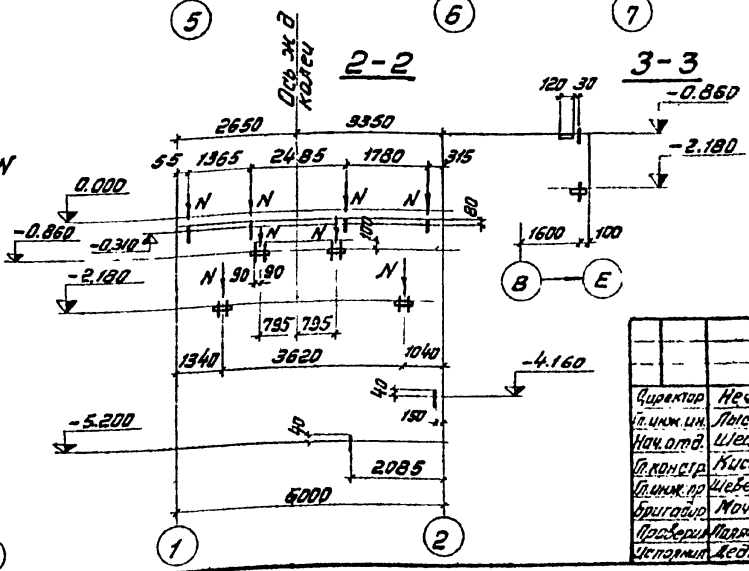 5
6
7
Ось ж д
колеи
2-2
3-3
120 30
-0.860
2650
3350
-2.180
55 1365 2485 1780 315
N
0.000
N N N N
80
-0.860
-0.310
N N
100
1600 100
-2.180
90 90
N N
В Е
795 795
1340 3620 1040
-4.160
40
150
-5.200
40
2085
6000
1
2
Директор
Гл.инж.ин.
Нач.отд.
Гл.констр.
Гл.инж.пр
Бригадир
Проверил
Исполнил